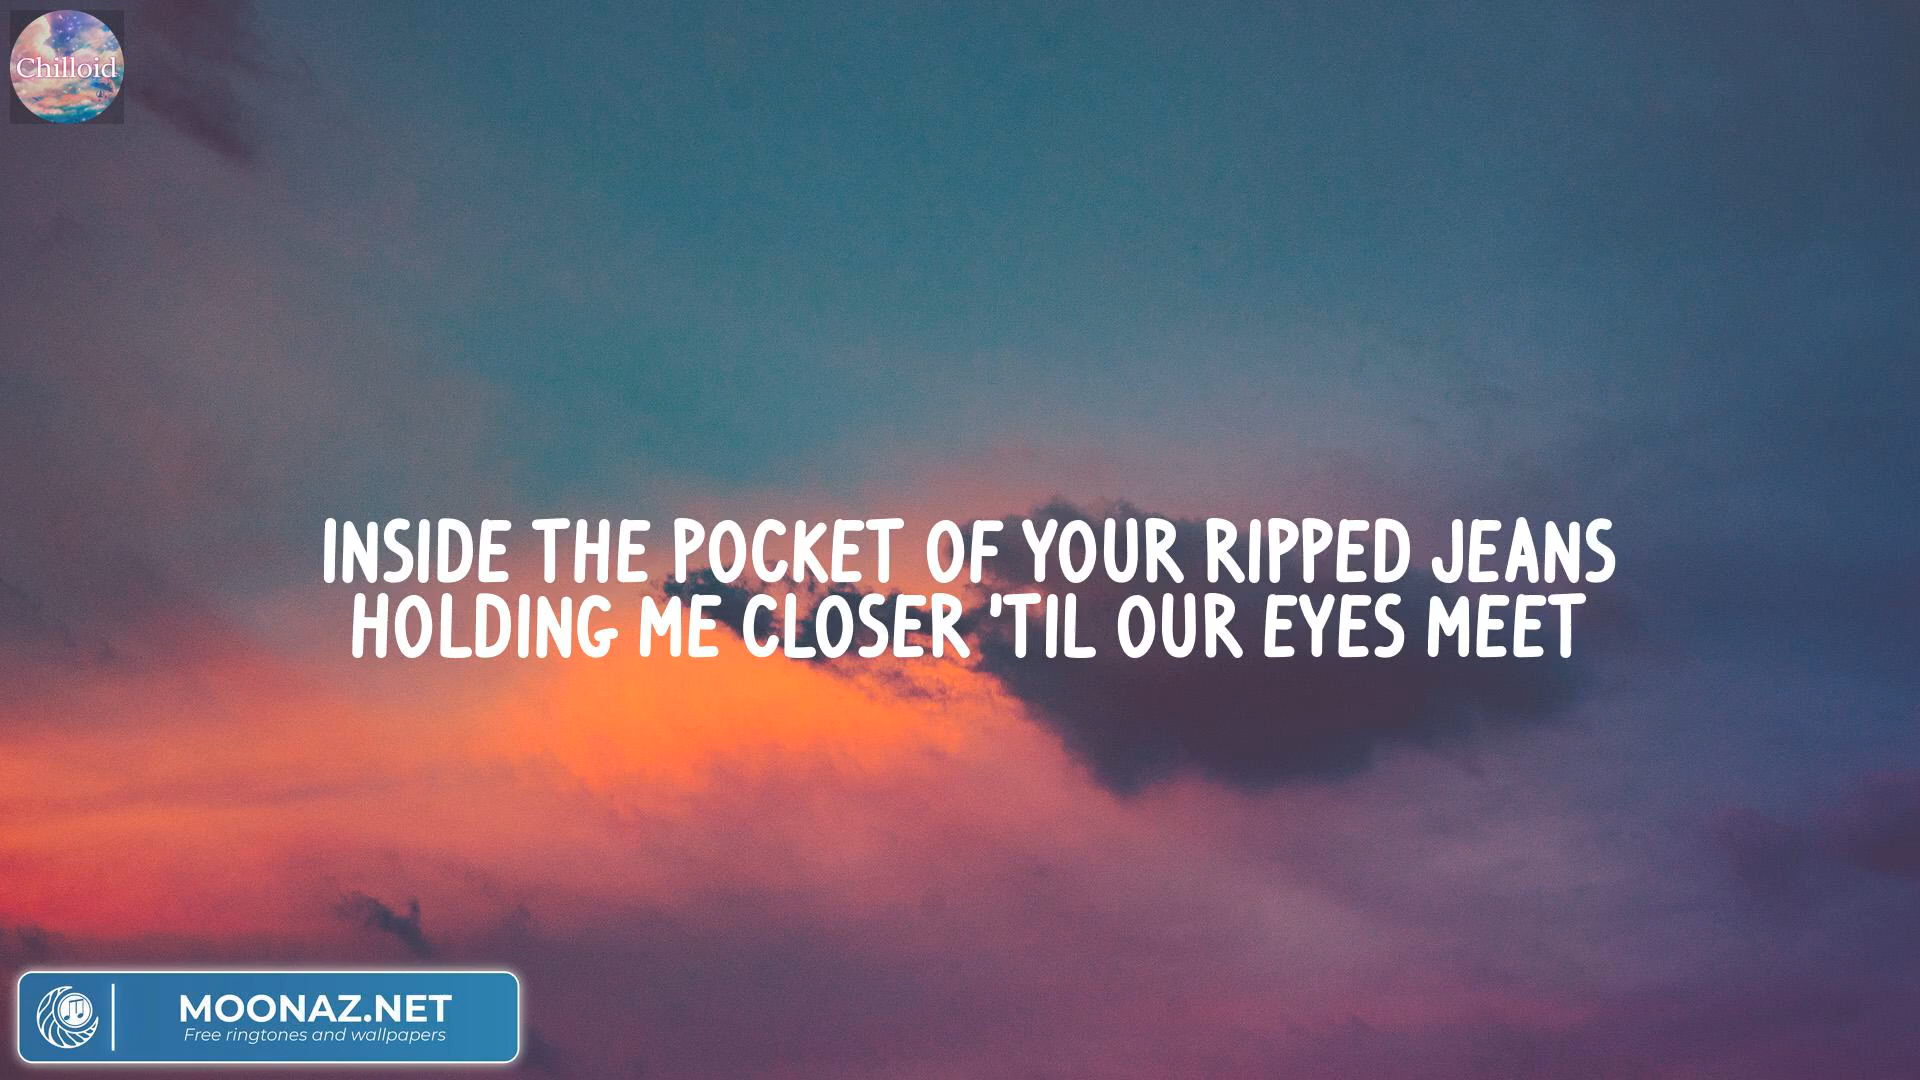 Chilloid
INSIDE THE POCKET OF YOUR RIPPED JEANS
HOLDING ME CLOSER 'TIL OUR EYES MEET
MOONAZ.NET
Free ringtones and wallpapers